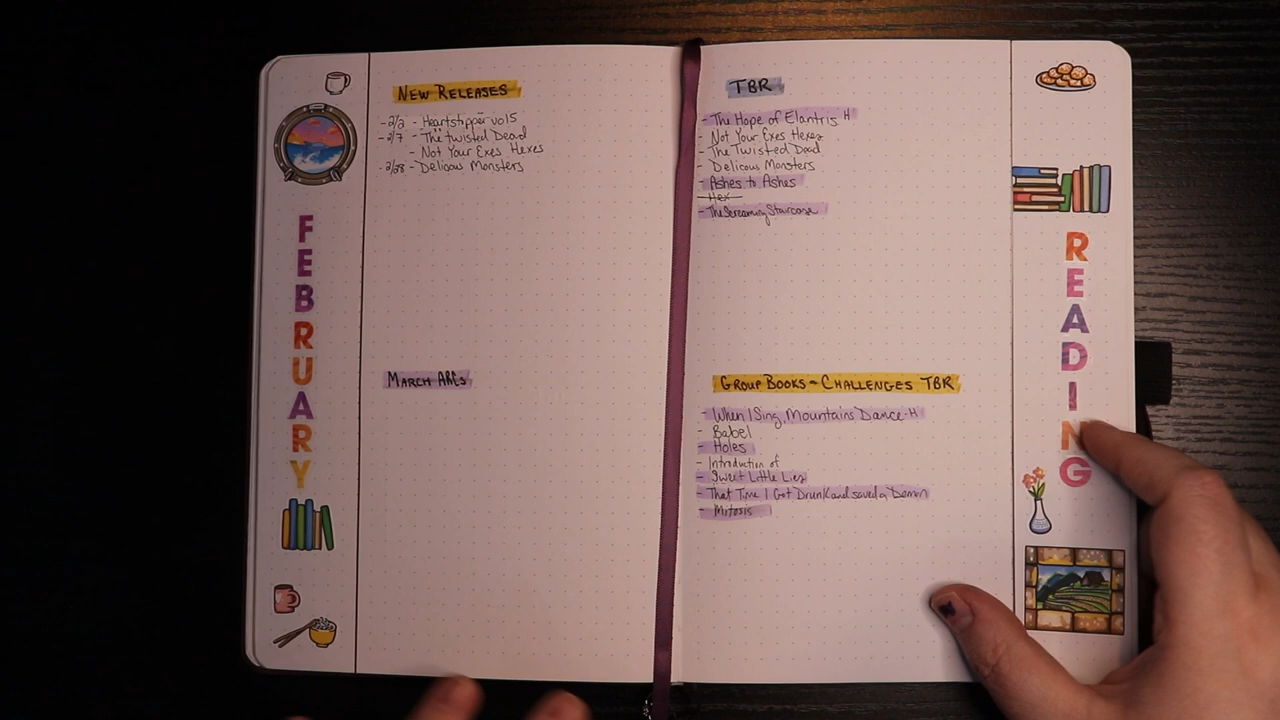 FEBRUARY
NEW RELEASES
- 2/2 - Heartstopper vol 5
- 2/7 - The Twisted Dead
- Not Your Exes Hexes
- 2/28 - Delicous Monsters
MARCH ARCs
TBR
- The Hope of Elantris H
- Not Your Exes Hexes
- The Twisted Dead
- Delicous Monsters
- Ashes to Ashes
- Hex
- The Screaming Staircase
GROUP BOOKS ~ CHALLENGES TBR
- When I Sing, Mountains Dance - H
- Babel
- Holes
- Introduction of
- Sweet Little Lies
- That Time I Got Drunk and saved a Demon
- Mitosis
READING